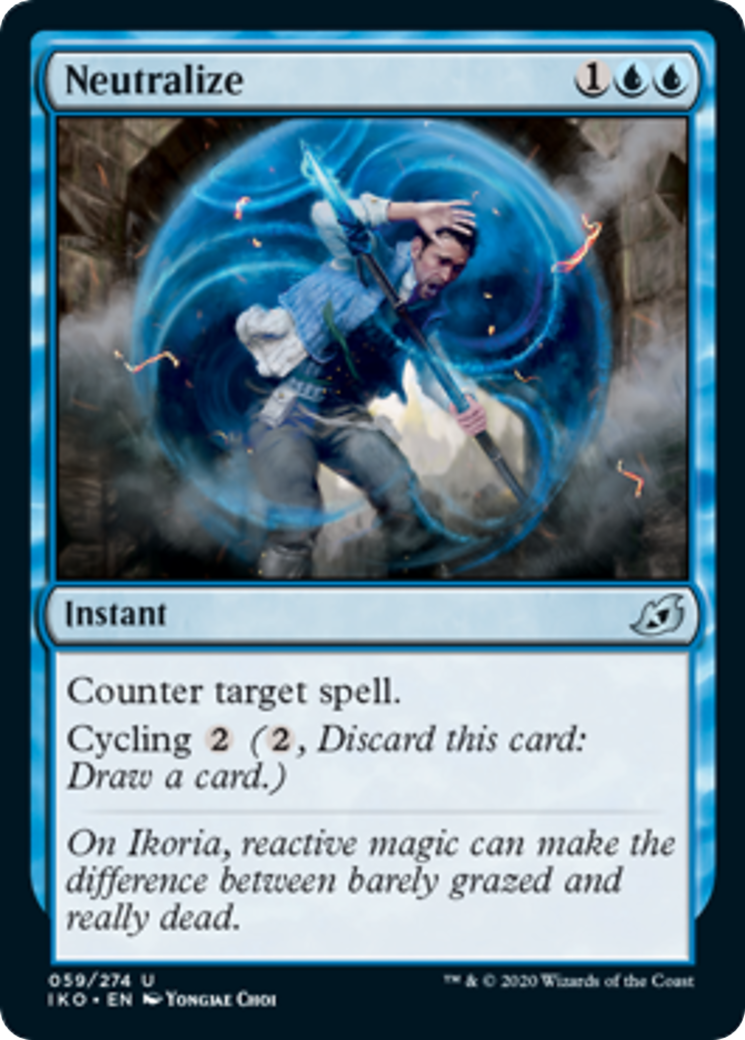 Neutralize 1
Instant
Counter target spell.
Cycling 2 (2, Discard this card:
Draw a card.)
On Ikoria, reactive magic can make the
difference between barely grazed and
really dead.
059/274 U
IKO • EN Yongjae Choi
™ & © 2020 Wizards of the Coast